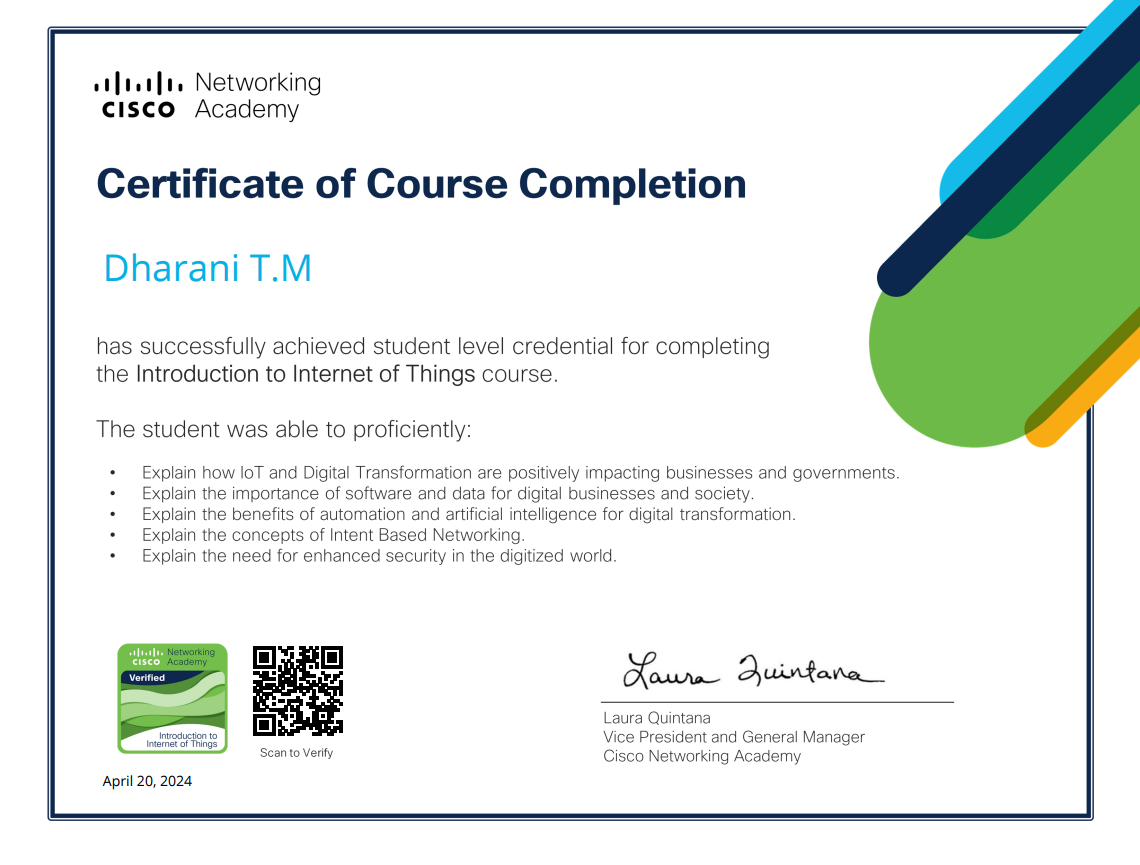 Networking
CISCO Academy
Certificate of Course Completion
Dharani T.M
has successfully achieved student level credential for completing
the Introduction to Internet of Things course.
The student was able to proficiently:
• Explain how IoT and Digital Transformation are positively impacting businesses and governments.
• Explain the importance of software and data for digital businesses and society.
• Explain the benefits of automation and artificial intelligence for digital transformation.
• Explain the concepts of Intent Based Networking.
• Explain the need for enhanced security in the digitized world.
Networking
CISCO Academy
Verified
Introduction to
Internet of Things
Scan to Verify
April 20, 2024
Laura Quintana
Laura Quintana
Vice President and General Manager
Cisco Networking Academy